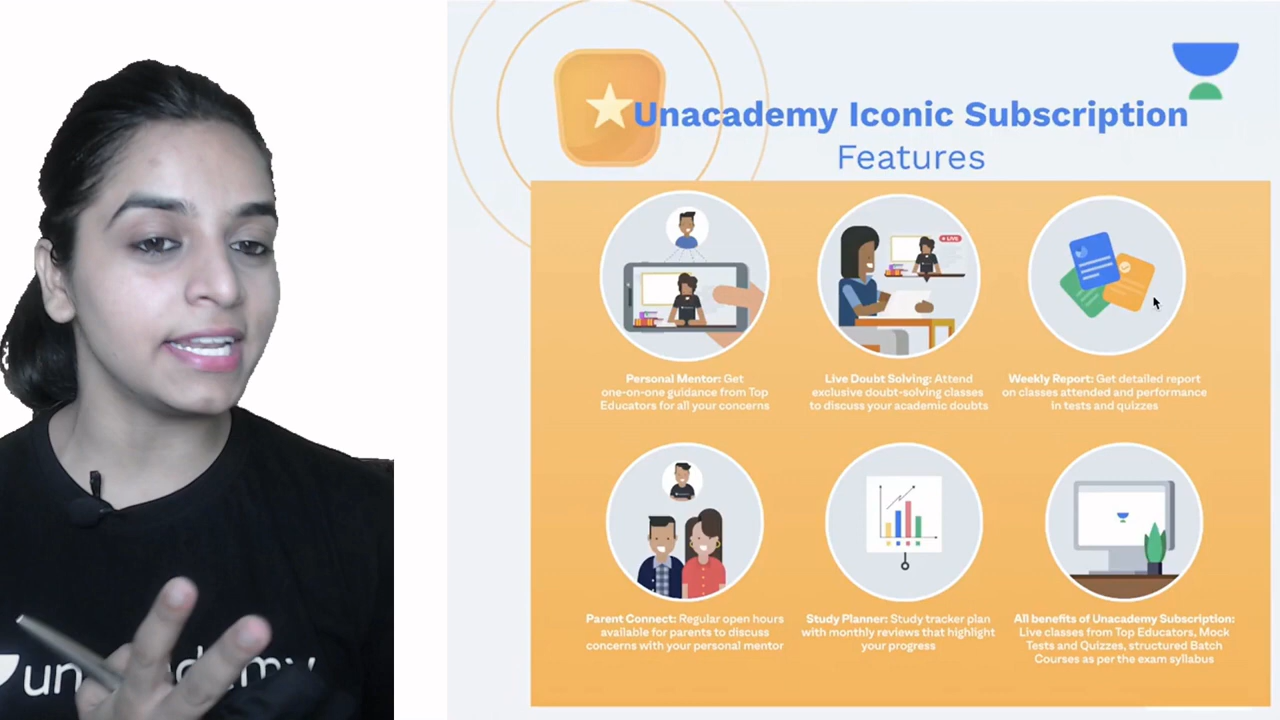 Unacademy Iconic Subscription
Features
LIVE
Personal Mentor: Get
one-on-one guidance from Top
Educators for all your concerns
Live Doubt Solving: Attend
exclusive doubt-solving classes
to discuss your academic doubts
Weekly Report: Get detailed report
on classes attended and performance
in tests and quizzes
Parent Connect: Regular open hours
available for parents to discuss
concerns with your personal mentor
Study Planner: Study tracker plan
with monthly reviews that highlight
your progress
All benefits of Unacademy Subscription:
Live classes from Top Educators, Mock
Tests and Quizzes, structured Batch
Courses as per the exam syllabus